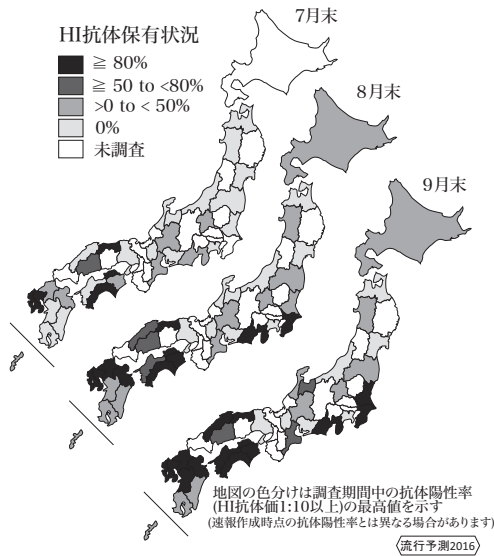 7月末
HI抗体保有状況
≧ 80%
≧ 50 to <80%
>0 to < 50%
0%
未調査
8月末
9月末
地図の色分けは調査期間中の抗体陽性率
(HI抗体価1:10以上)の最高値を示す
(速報作成時点の抗体陽性率とは異なる場合があります)
流行予測2016